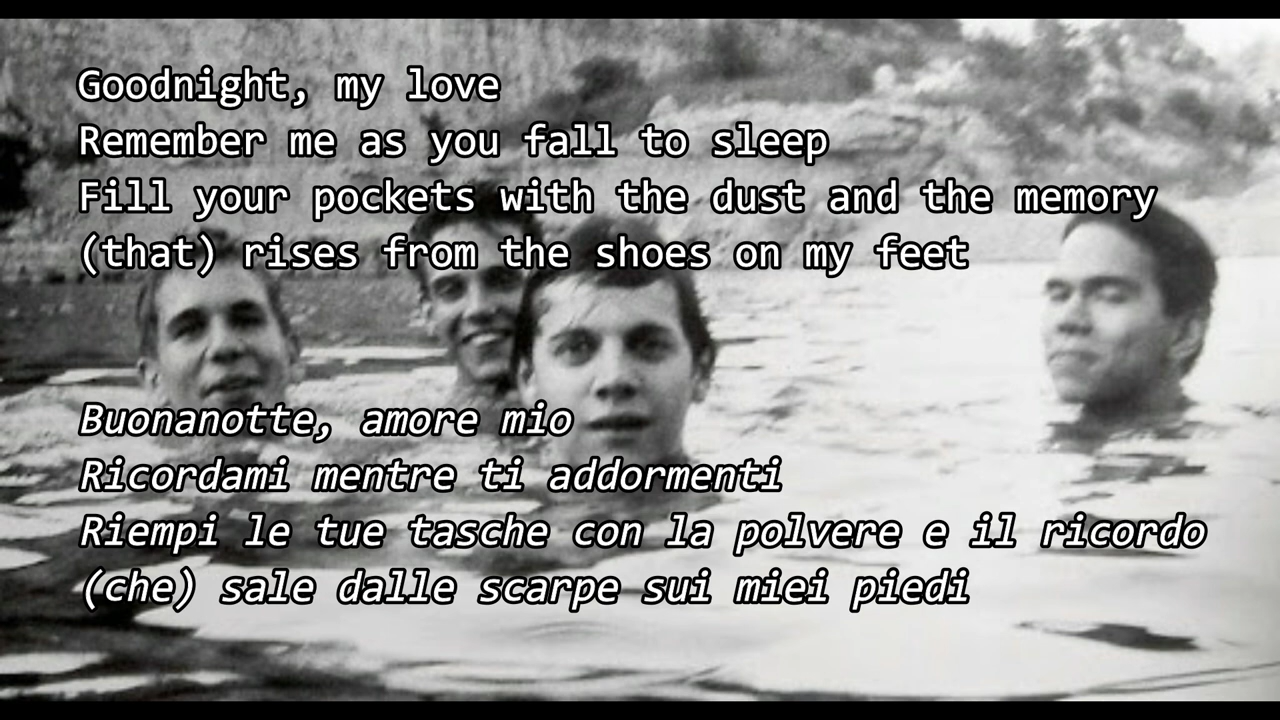 Goodnight, my love
Remember me as you fall to sleep
Fill your pockets with the dust and the memory
(that) rises from the shoes on my feet
Buonanotte, amore mio
Ricordami mentre ti addormenti
Riempi le tue tasche con la polvere e il ricordo
(che) sale dalle scarpe sui miei piedi